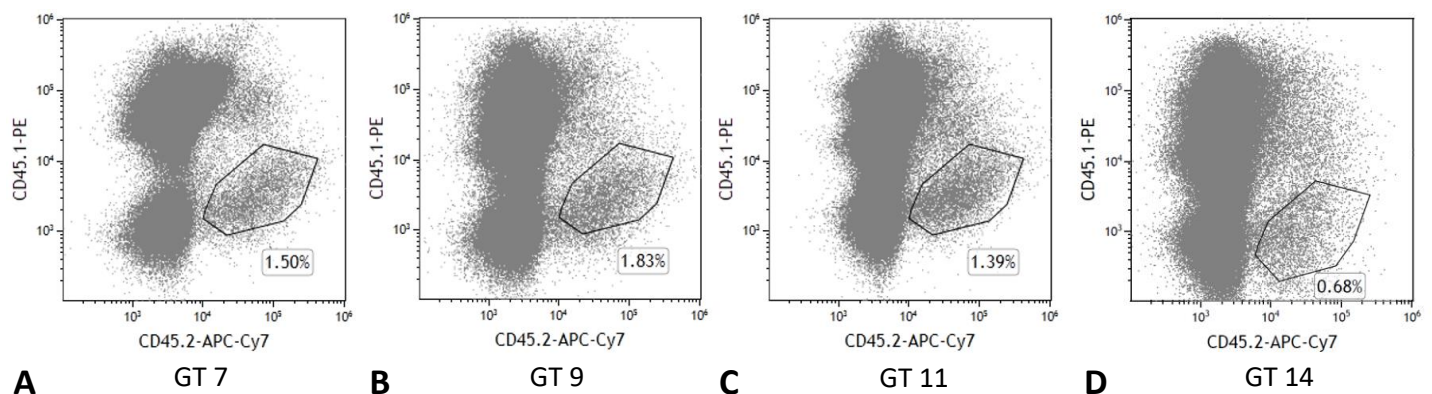 10⁶ 10⁶ 10⁶ 10⁶
10⁵ 10⁵ 10⁵ 10⁵
CD45.1-PE CD45.1-PE CD45.1-PE CD45.1-PE
10⁴ 10⁴ 10⁴ 10⁴
10³ 10³ 10³ 10³
1.50% 1.83% 1.39% 0.68%
10³ 10⁴ 10⁵ 10⁶ 10³ 10⁴ 10⁵ 10⁶ 10³ 10⁴ 10⁵ 10⁶ 10³ 10⁴ 10⁵ 10⁶
CD45.2-APC-Cy7 CD45.2-APC-Cy7 CD45.2-APC-Cy7 CD45.2-APC-Cy7
A GT 7 B GT 9 C GT 11 D GT 14